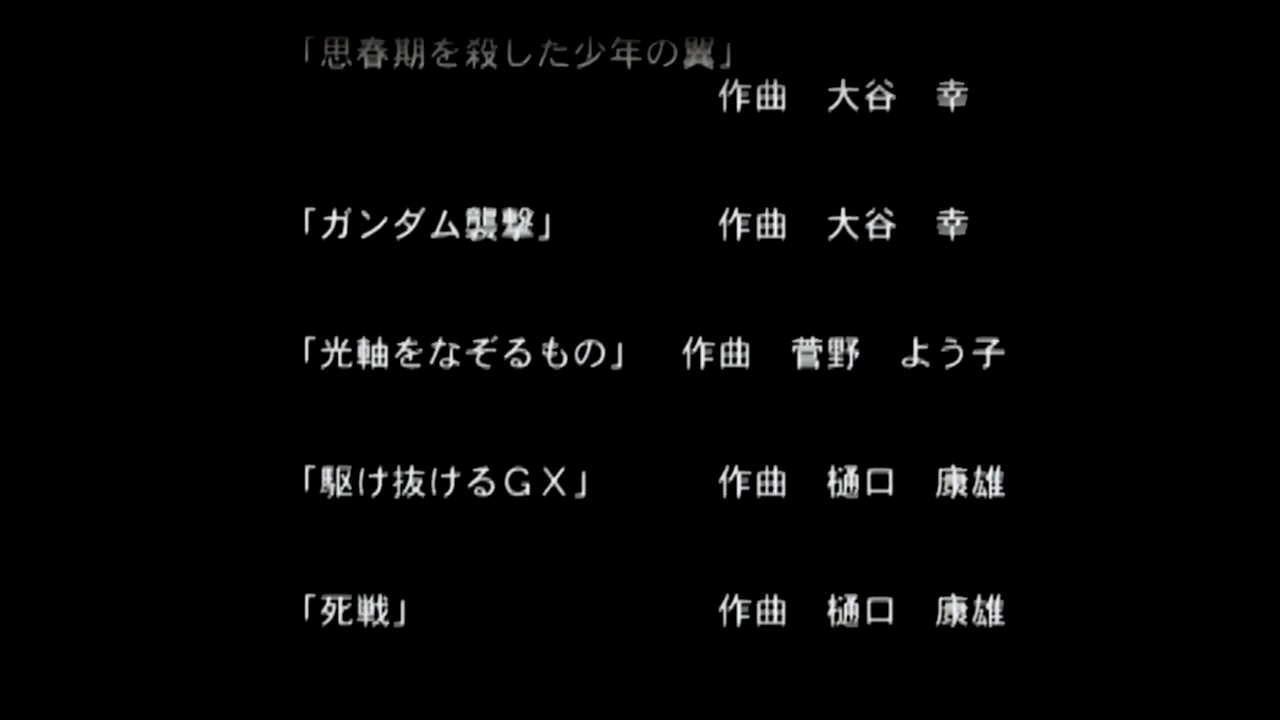 「思春期を殺した少年の翼」
作曲　大谷　幸
「ガンダム襲撃」　作曲　大谷　幸
「光軸をなぞるもの」　作曲　菅野　よう子
「駆け抜けるＧＸ」　作曲　樋口　康雄
「死戦」　作曲　樋口　康雄